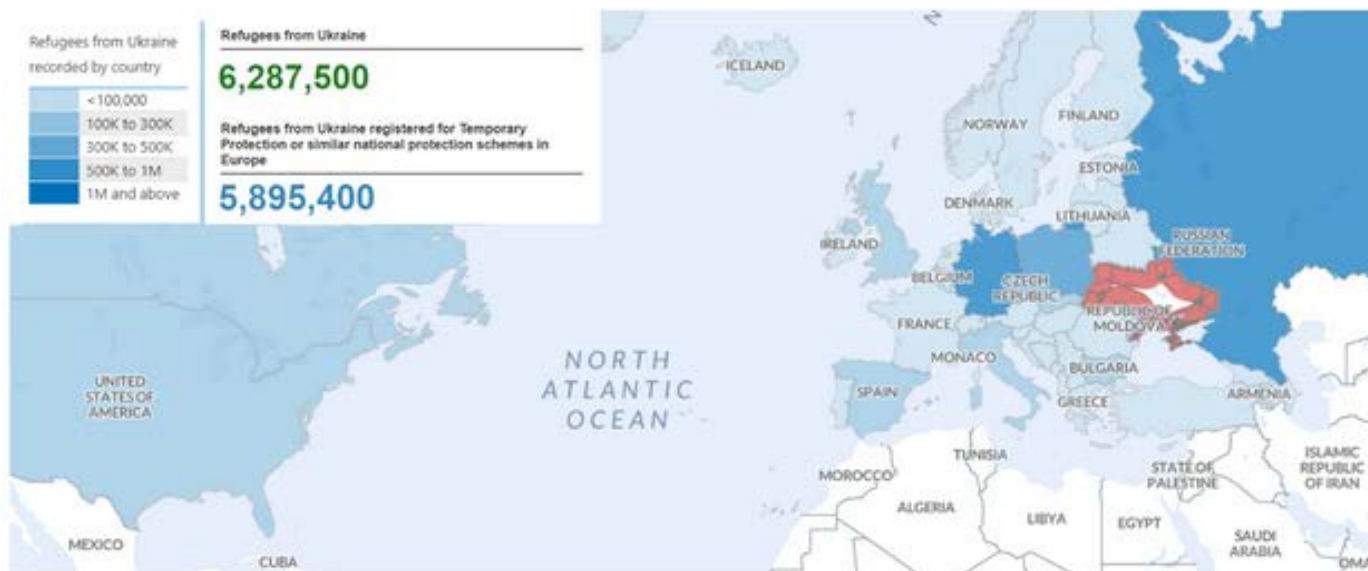 Refugees from Ukraine
recorded by country
<100,000
100K to 300K
300K to 500K
500K to 1M
1M and above
Refugees from Ukraine
6,287,500
Refugees from Ukraine registered for Temporary
Protection or similar national protection schemes in
Europe
5,895,400
ICELAND
NORWAY
FINLAND
ESTONIA
DENMARK
LITHUANIA
IRELAND
RUSSIAN
FEDERATION
BELGIUM
CZECH
REPUBLIC
REPUBLIC OF
MOLDOVA
FRANCE
MONACO
BULGARIA
SPAIN
GREECE
ARMENIA
UNITED
STATES OF
AMERICA
NORTH
ATLANTIC
OCEAN
MOROCCO
TUNISIA
STATE OF
PALESTINE
ISLAMIC
REPUBLIC
OF IRAN
ALGERIA
LIBYA
EGYPT
SAUDI
ARABIA
OMA
MEXICO
CUBA